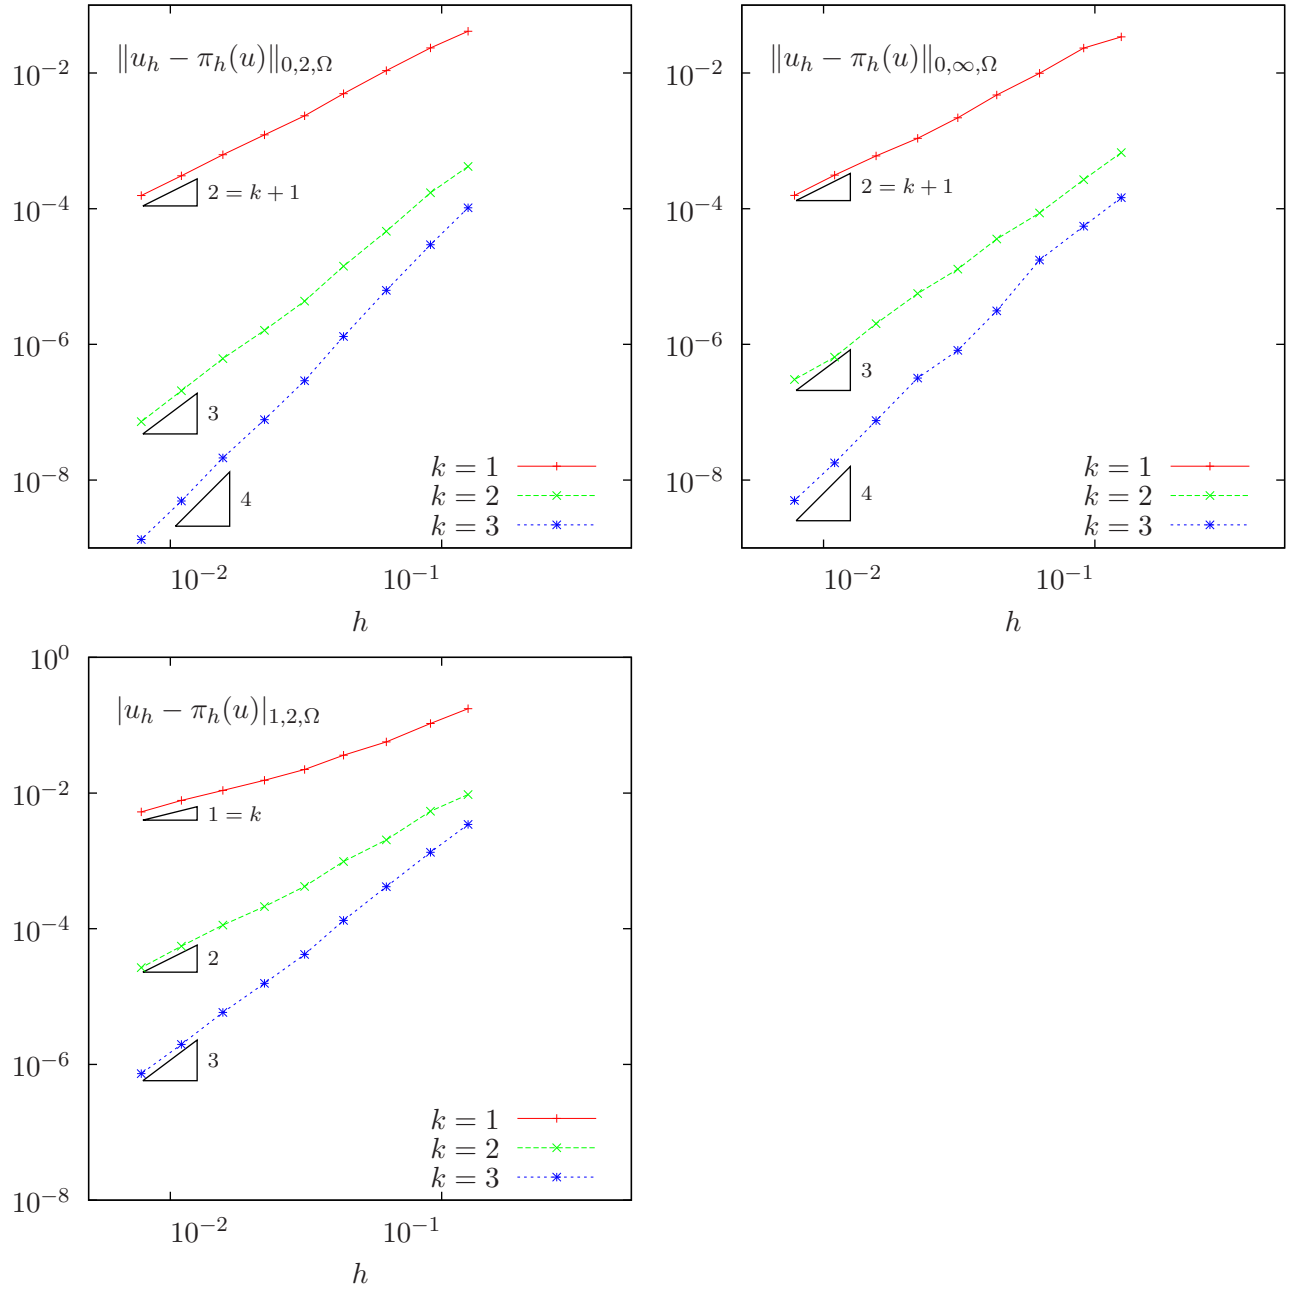 ‖u_h − π_h(u)‖_{0,2,Ω}
10^{−2}
2 = k + 1
10^{−4}
10^{−6}
3
10^{−8}
4
k = 1
k = 2
k = 3
10^{−2} 10^{−1}
h
‖u_h − π_h(u)‖_{0,∞,Ω}
10^{−2}
2 = k + 1
10^{−4}
10^{−6}
3
10^{−8}
4
k = 1
k = 2
k = 3
10^{−2} 10^{−1}
h
10^{0}
|u_h − π_h(u)|_{1,2,Ω}
10^{−2}
1 = k
10^{−4}
2
10^{−6}
3
k = 1
k = 2
k = 3
10^{−8}
10^{−2} 10^{−1}
h